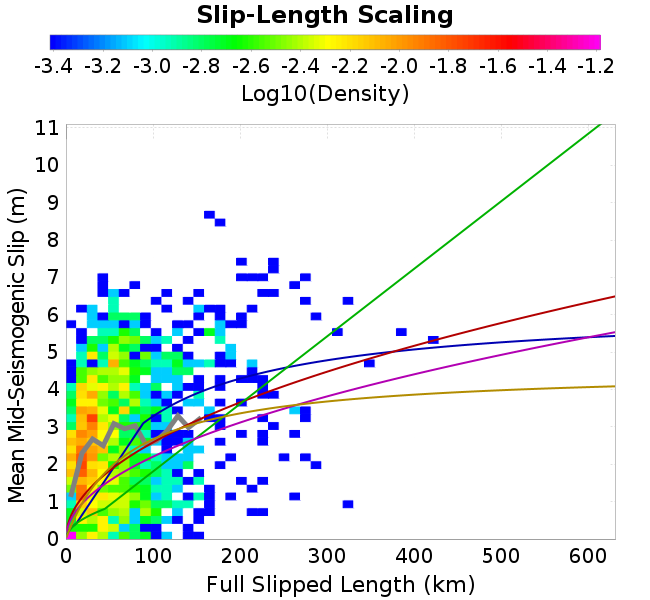 Slip-Length Scaling
-3.4 -3.2 -3.0 -2.8 -2.6 -2.4 -2.2 -2.0 -1.8 -1.6 -1.4 -1.2
Log10(Density)
Mean Mid-Seismogenic Slip (m)
11
10
9
8
7
6
5
4
3
2
1
0
0 100 200 300 400 500 600
Full Slipped Length (km)